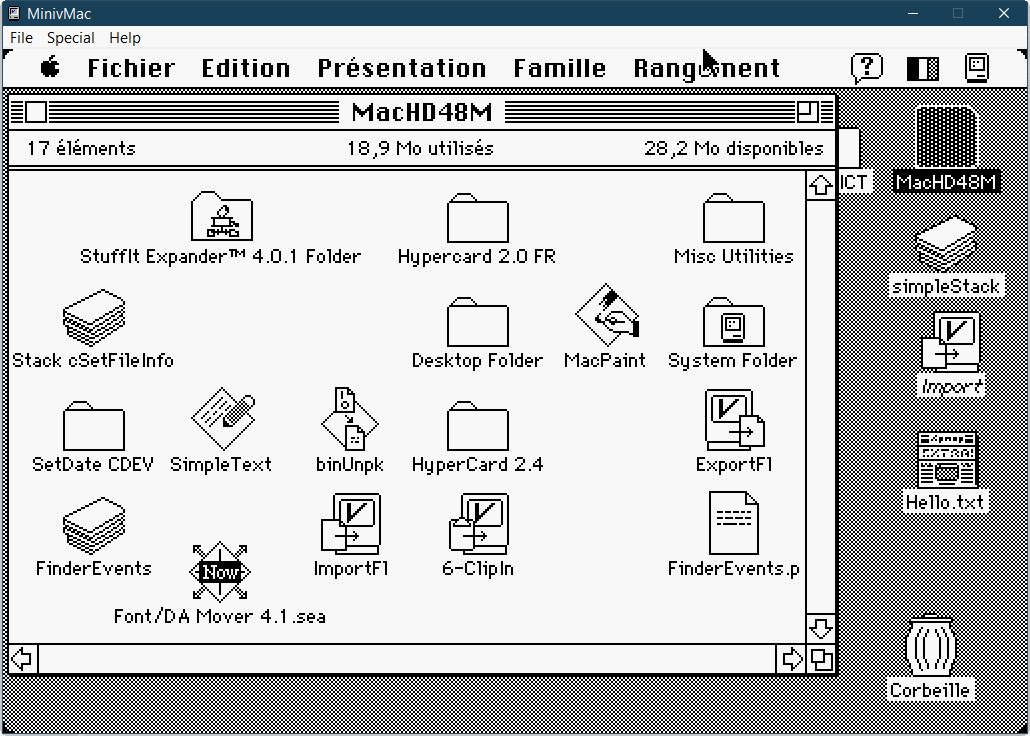 MinivMac
File Special Help
Fichier Edition Présentation Famille Rangement
MacHD48M
17 éléments 18,9 Mo utilisés 28,2 Mo disponibles
StuffIt Expander™ 4.0.1 Folder Hypercard 2.0 FR Misc Utilities
Stack cSetFileInfo Desktop Folder MacPaint System Folder
SetDate CDEV SimpleText binUnpk HyperCard 2.4 ExportFl
FinderEvents Now ImportFl 6-ClipIn FinderEvents.p
Font/DA Mover 4.1.sea
ICT
MacHD48M
simpleStack
Import
EXTRA!
Hello.txt
Corbeille